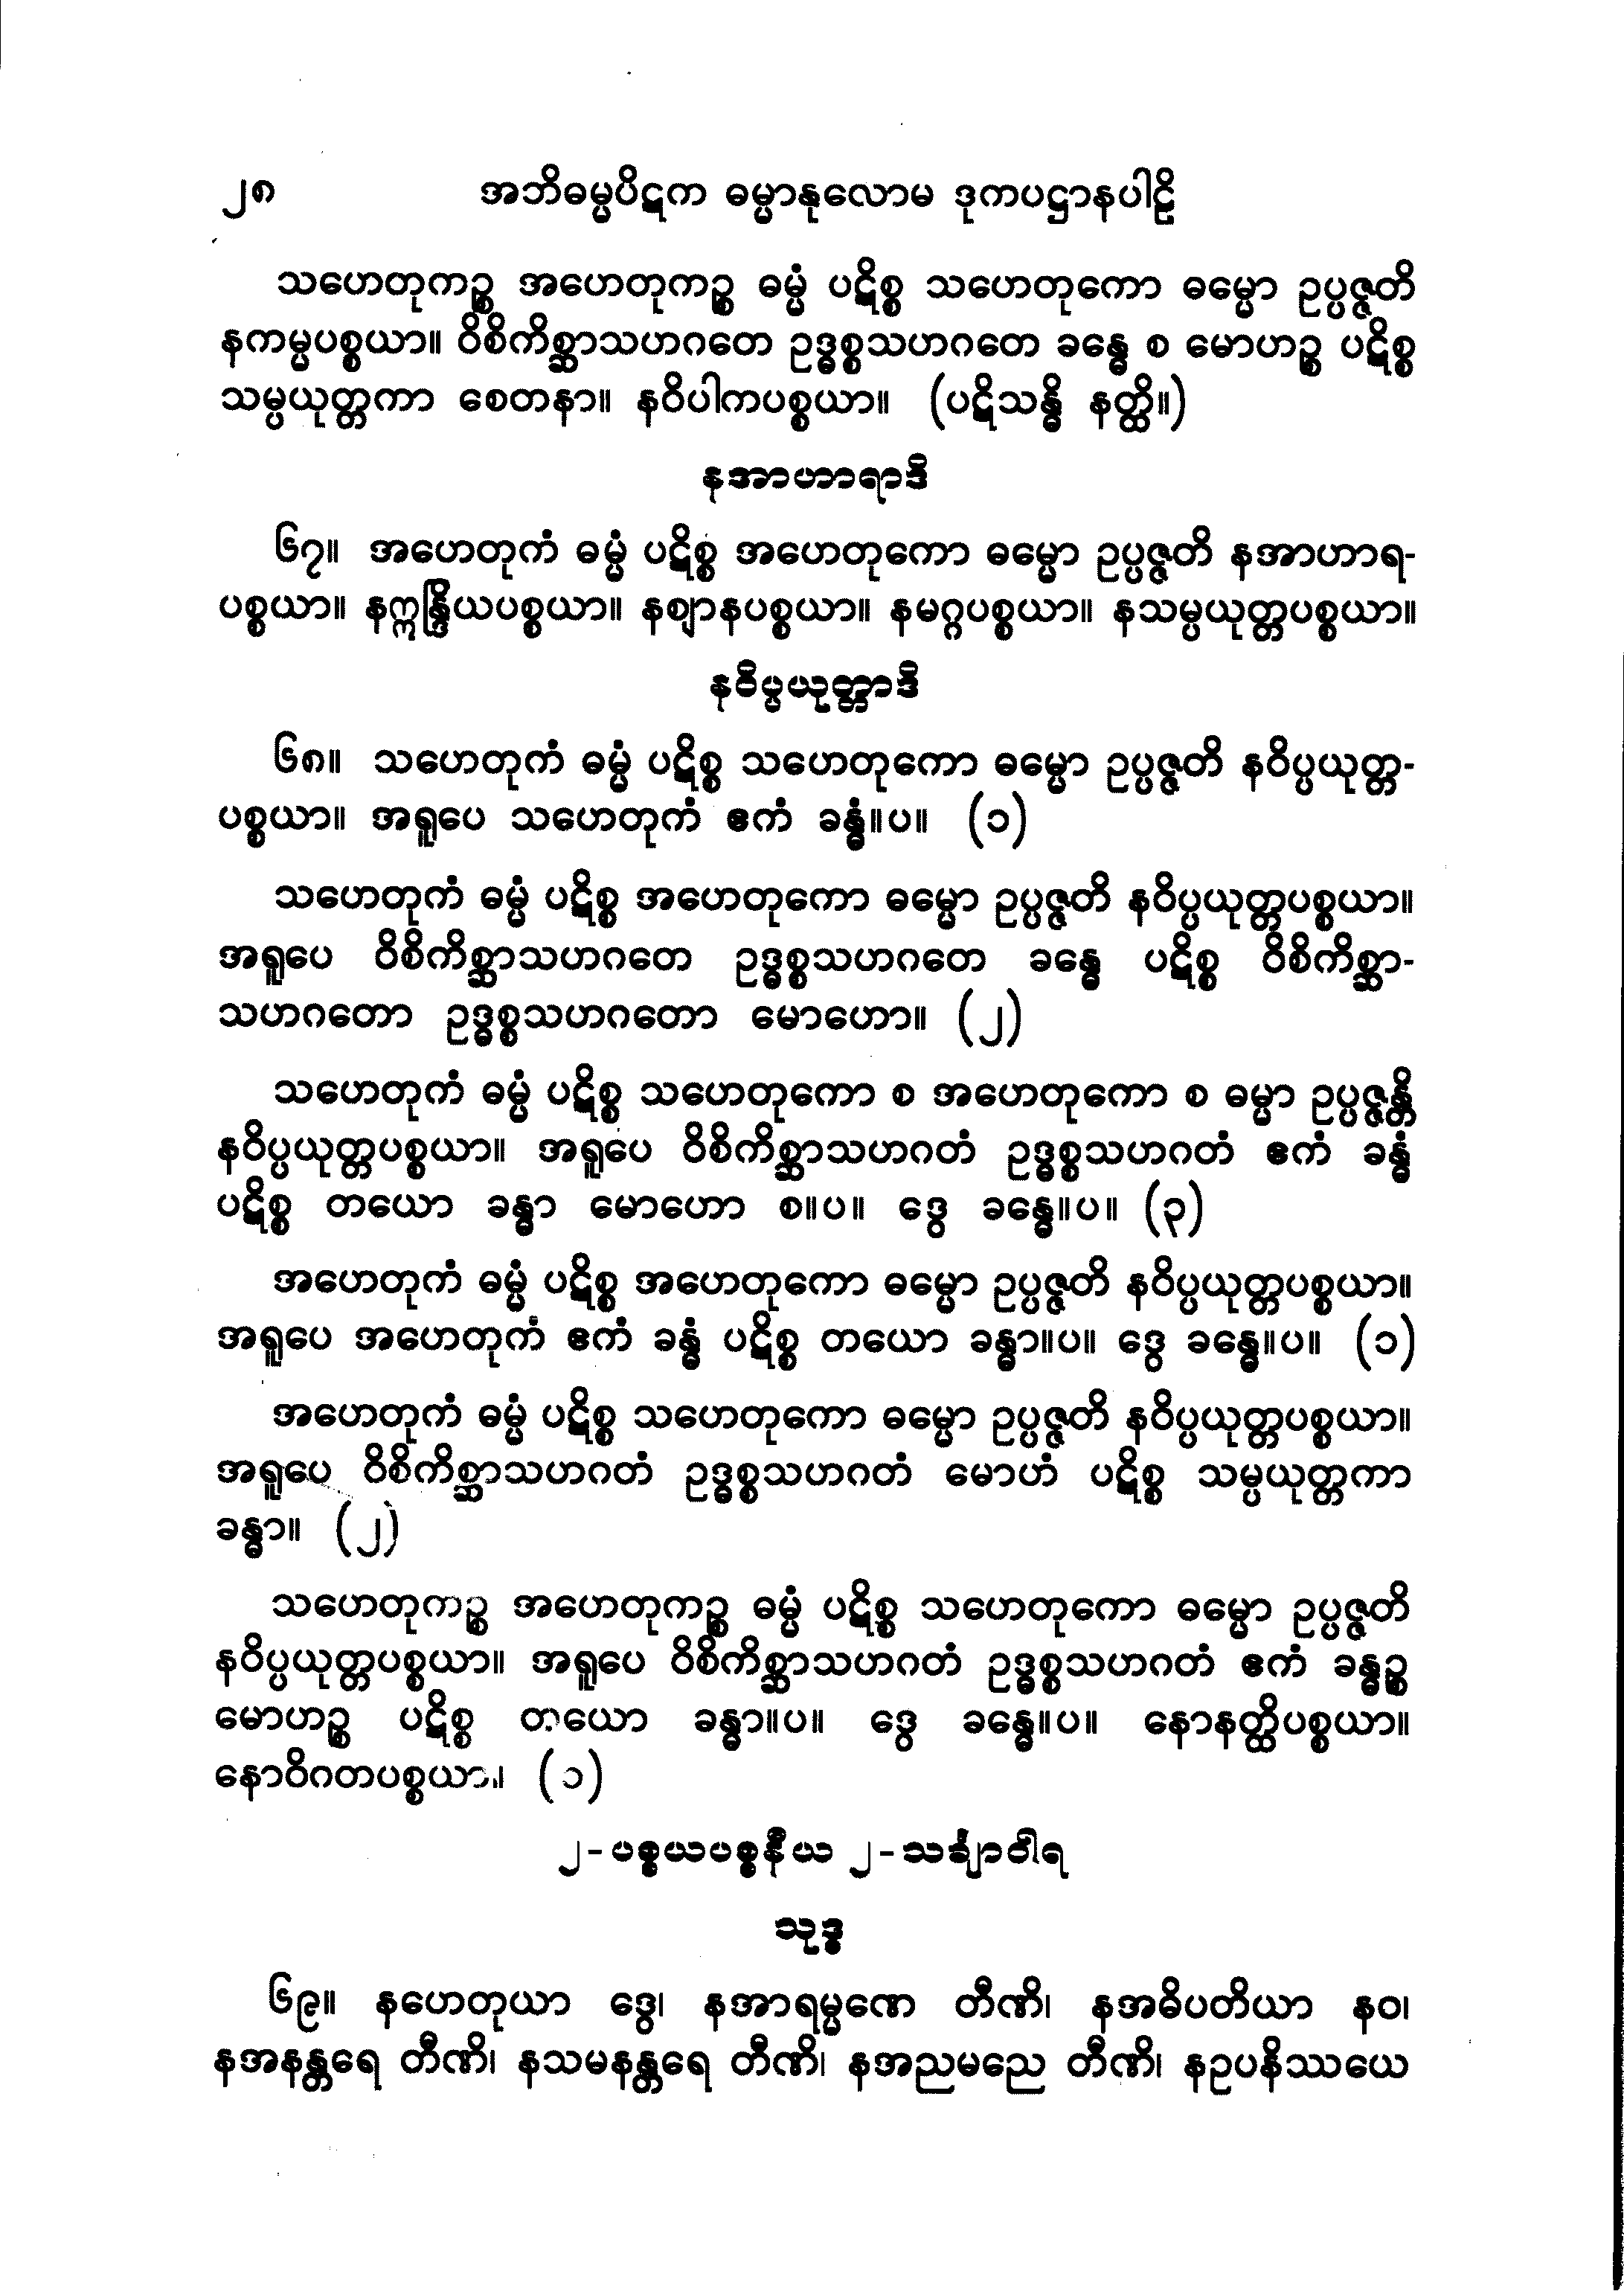 ၂၈ အဘိဓမ္မပိဋက ဓမ္မာနုလောမ ဒုကပဋ္ဌာနပါဠိ
သဟေတုကဉ္စ အဟေတုကဉ္စ ဓမ္မံ ပဋိစ္စ သဟေတုကော ဓမ္မော ဥပ္ပဇ္ဇတိ
နကမ္မပစ္စယာ။ ဝိစိကိစ္ဆာသဟဂတေ ဥဒ္ဓစ္စသဟဂတေ ခန္ဓေ စ မောဟဉ္စ ပဋိစ္စ
သမ္ပယုတ္တကာ စေတနာ။ နဝိပါကပစ္စယာ။ (ပဋိသန္ဓိ နတ္ထိ။)
နအာဟာရာဒိ
၆၇။ အဟေတုကံ ဓမ္မံ ပဋိစ္စ အဟေတုကော ဓမ္မော ဥပ္ပဇ္ဇတိ နအာဟာရ-
ပစ္စယာ။ နဣန္ဒြိယပစ္စယာ။ နဈာနပစ္စယာ။ နမဂ္ဂပစ္စယာ။ နသမ္ပယုတ္တပစ္စယာ။
နဝိပ္ပယုတ္တာဒိ
၆၈။ သဟေတုကံ ဓမ္မံ ပဋိစ္စ သဟေတုကော ဓမ္မော ဥပ္ပဇ္ဇတိ နဝိပ္ပယုတ္တ-
ပစ္စယာ။ အရူပေ သဟေတုကံ ဧကံ ခန္ဓံ။ပ။ (၁)
သဟေတုကံ ဓမ္မံ ပဋိစ္စ အဟေတုကော ဓမ္မော ဥပ္ပဇ္ဇတိ နဝိပ္ပယုတ္တပစ္စယာ။
အရူပေ ဝိစိကိစ္ဆာသဟဂတေ ဥဒ္ဓစ္စသဟဂတေ ခန္ဓေ ပဋိစ္စ ဝိစိကိစ္ဆာ-
သဟဂတော ဥဒ္ဓစ္စသဟဂတော မောဟော။ (၂)
သဟေတုကံ ဓမ္မံ ပဋိစ္စ သဟေတုကော စ အဟေတုကော စ ဓမ္မာ ဥပ္ပဇ္ဇန္တိ
နဝိပ္ပယုတ္တပစ္စယာ။ အရူပေ ဝိစိကိစ္ဆာသဟဂတံ ဥဒ္ဓစ္စသဟဂတံ ဧကံ ခန္ဓံ
ပဋိစ္စ တယော ခန္ဓာ မောဟော စ။ပ။ ဒွေ ခန္ဓေ။ပ။ (၃)
အဟေတုကံ ဓမ္မံ ပဋိစ္စ အဟေတုကော ဓမ္မော ဥပ္ပဇ္ဇတိ နဝိပ္ပယုတ္တပစ္စယာ။
အရူပေ အဟေတုကံ ဧကံ ခန္ဓံ ပဋိစ္စ တယော ခန္ဓာ။ပ။ ဒွေ ခန္ဓေ။ပ။ (၁)
အဟေတုကံ ဓမ္မံ ပဋိစ္စ သဟေတုကော ဓမ္မော ဥပ္ပဇ္ဇတိ နဝိပ္ပယုတ္တပစ္စယာ။
အရူပေ ဝိစိကိစ္ဆာသဟဂတံ ဥဒ္ဓစ္စသဟဂတံ မောဟံ ပဋိစ္စ သမ္ပယုတ္တကာ
ခန္ဓာ။ (၂)
သဟေတုကဉ္စ အဟေတုကဉ္စ ဓမ္မံ ပဋိစ္စ သဟေတုကော ဓမ္မော ဥပ္ပဇ္ဇတိ
နဝိပ္ပယုတ္တပစ္စယာ။ အရူပေ ဝိစိကိစ္ဆာသဟဂတံ ဥဒ္ဓစ္စသဟဂတံ ဧကံ ခန္ဓဉ္စ
မောဟဉ္စ ပဋိစ္စ တယော ခန္ဓာ။ပ။ ဒွေ ခန္ဓေ။ပ။ နောနတ္ထိပစ္စယာ။
နောဝိဂတပစ္စယာ။ (၁)
၂-ပစ္စယပစ္စနီယ ၂-သင်္ချာဝါရ
သုဒ္ဓ
၆၉။ နဟေတုယာ ဒွေ၊ နအာရမ္မဏေ တီဏိ၊ နအဓိပတိယာ နဝ၊
နအနန္တရေ တီဏိ၊ နသမနန္တရေ တီဏိ၊ နအညမညေ တီဏိ၊ နဥပနိဿယေ